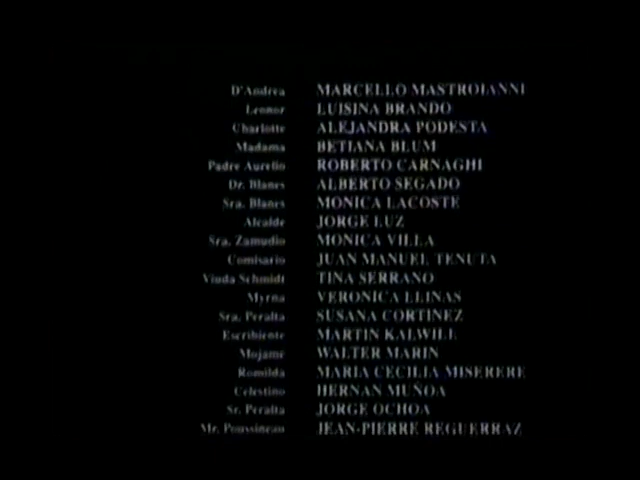 D'Andrea MARCELLO MASTROIANNI
Leonor LUISINA BRANDO
Charlotte ALEJANDRA PODESTA
Madama BETIANA BLUM
Padre Aurelio ROBERTO CARNAGHI
Dr. Blanes ALBERTO SEGADO
Sra. Blanes MONICA LACOSTE
Alcalde JORGE LUZ
Sra. Zamudio MONICA VILLA
Comisario JUAN MANUEL TENUTA
Viuda Schmidt TINA SERRANO
Myrna VERONICA LLINAS
Sra. Peralta SUSANA CORTINEZ
Escribiente MARTIN KALWILL
Mojamé WALTER MARIN
Romilda MARIA CECILIA MISERERE
Celestino HERNAN MUÑOA
Sr. Peralta JORGE OCHOA
Mr. Poussineau JEAN-PIERRE REGUERRAZ